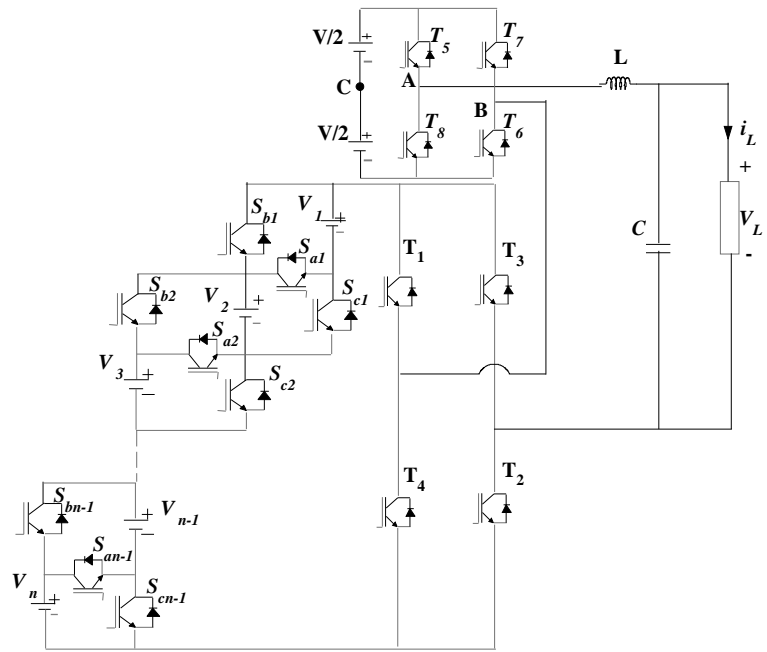 V/2
T5
T7
A
L
C
B
V/2
T8
T6
iL
+
Sb1
V1
C
VL
-
Sa1
T1
T3
Sb2
V2
Sc1
Sa2
V3
Sc2
T4
T2
Sbn-1
Vn-1
San-1
Vn
Scn-1